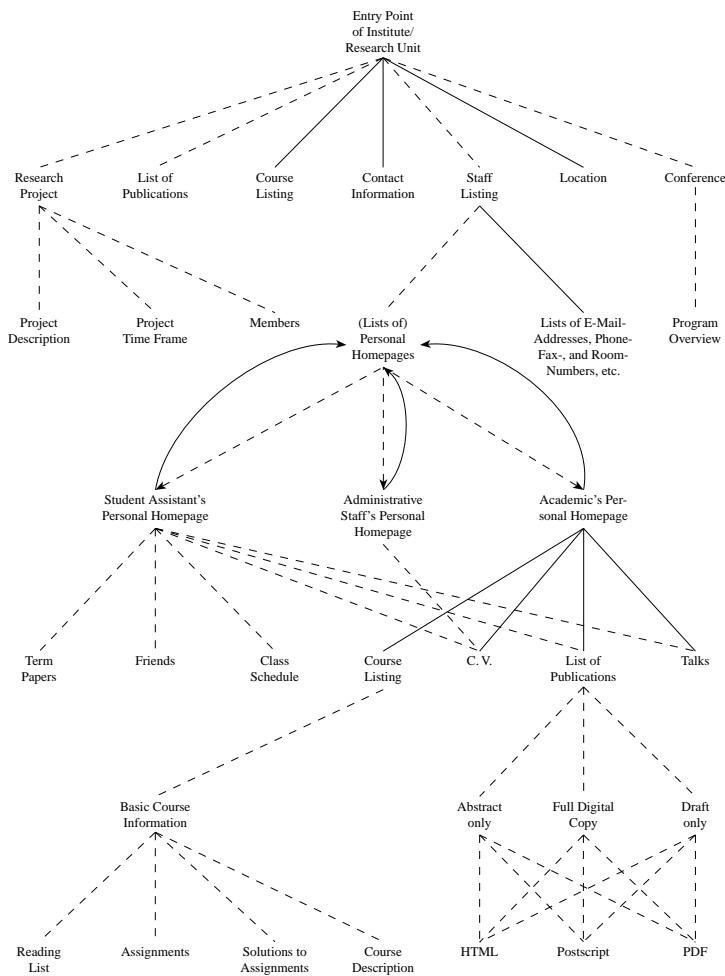 Entry Point
of Institute/
Research Unit
Research
Project
List of
Publications
Course
Listing
Contact
Information
Staff
Listing
Location
Conference
Project
Description
Project
Time Frame
Members
(Lists of)
Personal
Homepages
Lists of E-Mail-
Addresses, Phone-
Fax-, and Room-
Numbers, etc.
Program
Overview
Student Assistant's
Personal Homepage
Administrative
Staff's Personal
Homepage
Academic's Per-
sonal Homepage
Term
Papers
Friends
Class
Schedule
Course
Listing
C. V.
List of
Publications
Talks
Basic Course
Information
Abstract
only
Full Digital
Copy
Draft
only
Reading
List
Assignments
Solutions to
Assignments
Course
Description
HTML
Postscript
PDF